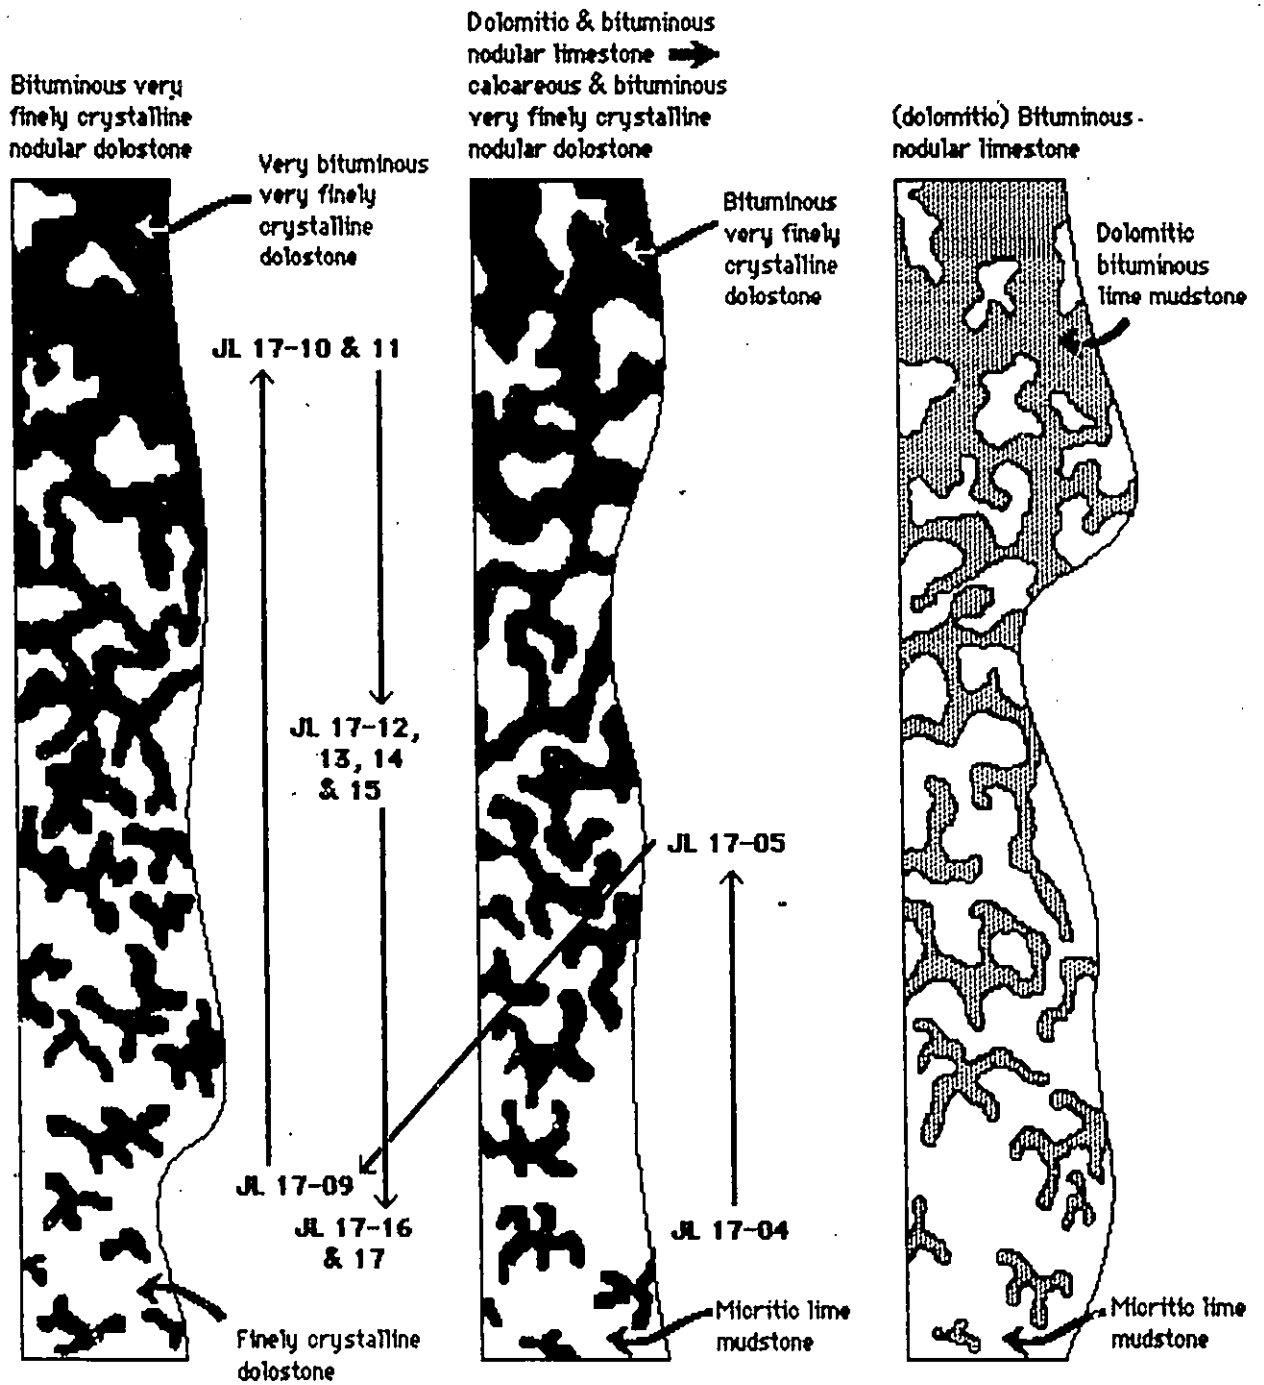 Bituminous very
finely crystalline
nodular dolostone
Very bituminous
very finely
crystalline
dolostone
JL 17-10 & 11
JL 17-12,
13, 14
& 15
JL 17-09
JL 17-16
& 17
Finely crystalline
dolostone
Dolomitic & bituminous
nodular limestone
calcareous & bituminous
very finely crystalline
nodular dolostone
Bituminous
very finely
crystalline
dolostone
JL 17-05
JL 17-04
Micritic lime
mudstone
(dolomitic) Bituminous-
nodular limestone
Dolomitic
bituminous
lime mudstone
Micritic lime
mudstone